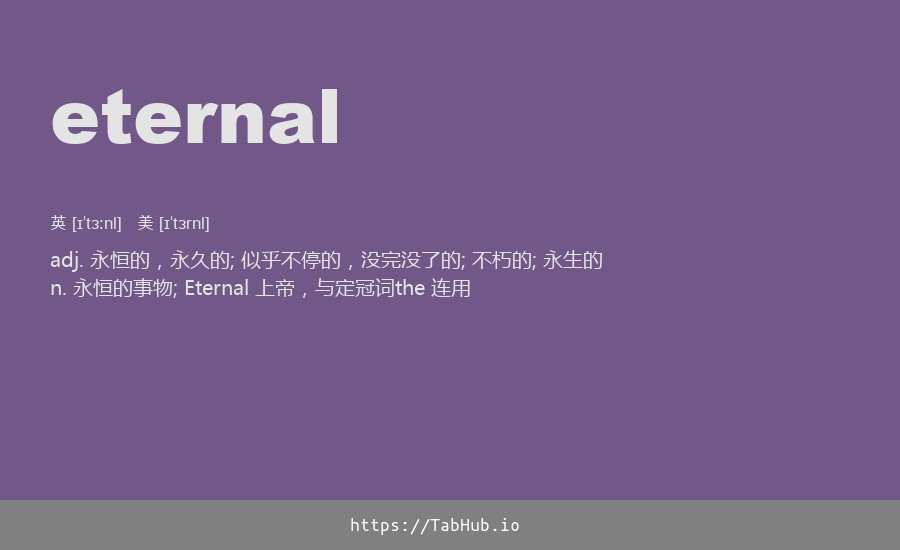 eternal
英 [ɪˈtɜːnl] 美 [ɪˈtɜrnl]
adj. 永恒的，永久的; 似乎不停的，没完没了的; 不朽的; 永生的
n. 永恒的事物; Eternal 上帝，与定冠词the 连用
https://TabHub.io